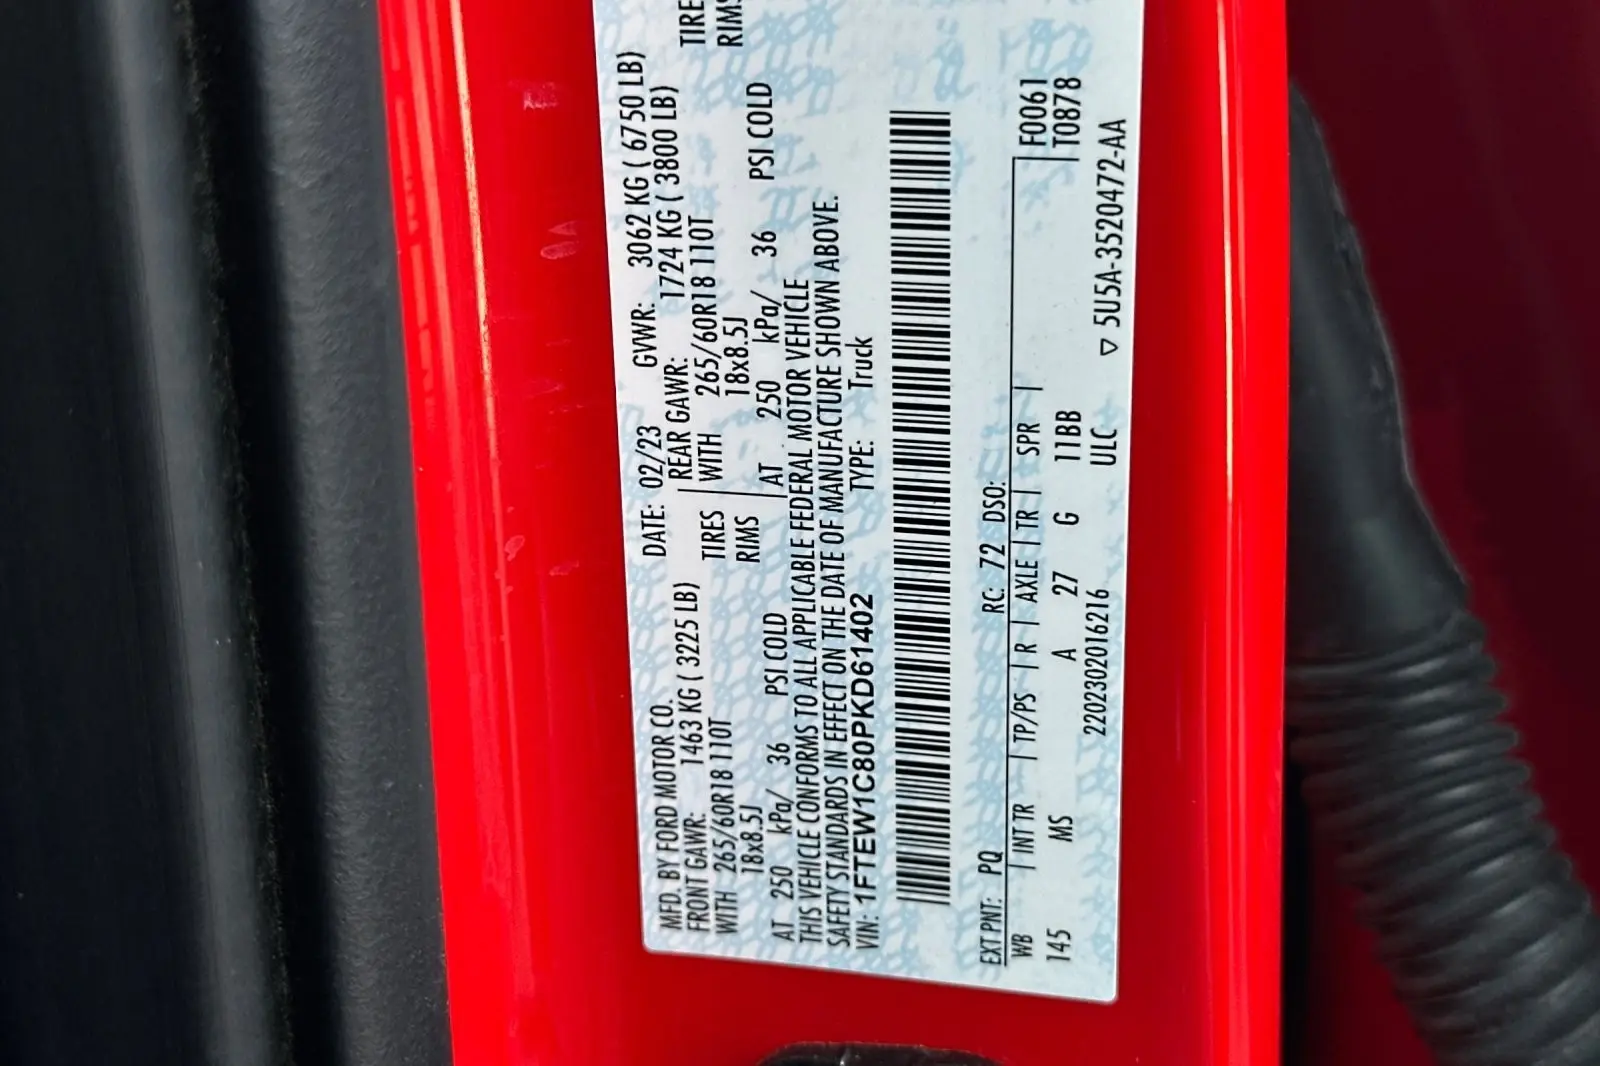 MFD. BY FORD MOTOR CO. DATE: 02/23 GVWR: 3062 KG ( 6750 LB)
FRONT GAWR: 1463 KG ( 3225 LB) REAR GAWR: 1724 KG ( 3800 LB)
WITH 265/60R18 110T TIRES WITH 265/60R18 110T TIRE
18x8.5J RIMS 18x8.5J RIMS
AT 250 kPa/ 36 PSI COLD AT 250 kPa/ 36 PSI COLD
THIS VEHICLE CONFORMS TO ALL APPLICABLE FEDERAL MOTOR VEHICLE
SAFETY STANDARDS IN EFFECT ON THE DATE OF MANUFACTURE SHOWN ABOVE.
VIN: 1FTEW1C80PKD61402 TYPE: Truck
EXT PNT: PQ RC: 72 DSO:
WB INT TR TP/PS R AXLE TR SPR F0061
145 MS A 27 G 11BB T0878
2202302016216 ULC ▽ 5U5A-3520472-AA